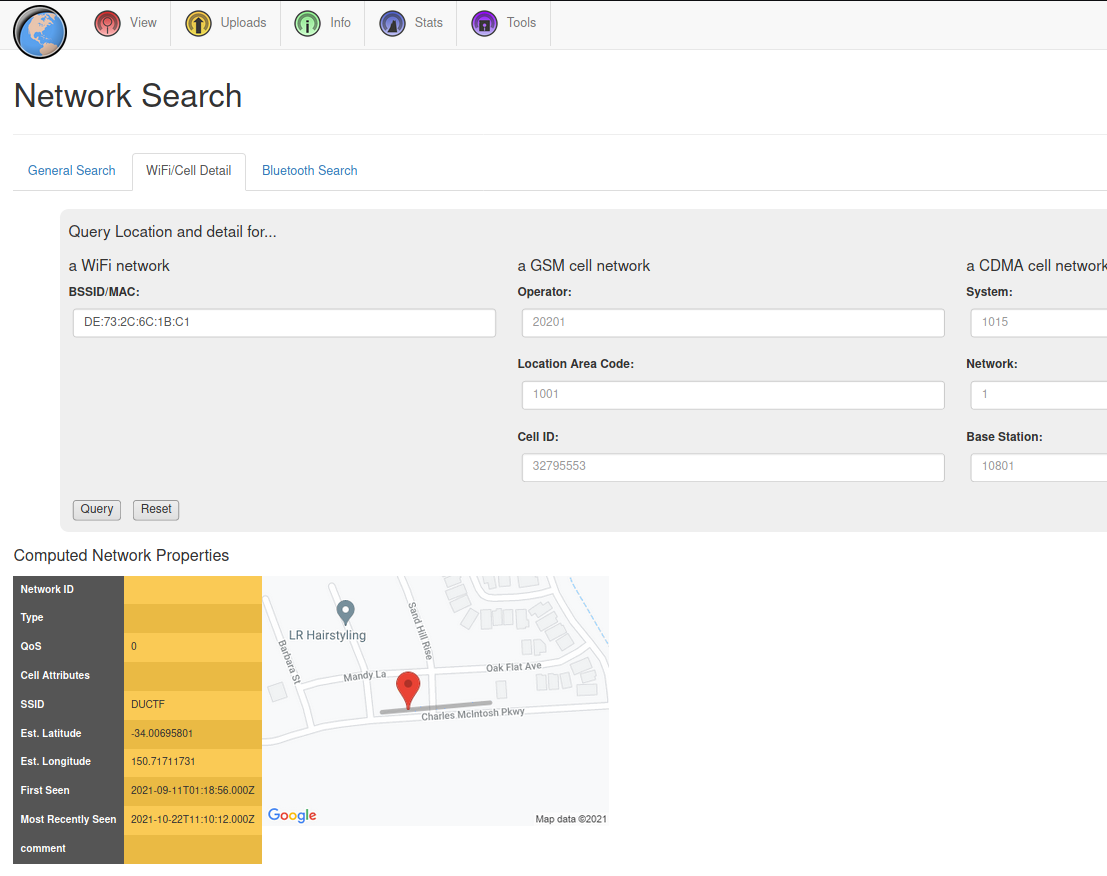 View Uploads Info Stats Tools
Network Search
General Search WiFi/Cell Detail Bluetooth Search
Query Location and detail for...
a WiFi network a GSM cell network a CDMA cell network
BSSID/MAC: Operator: System:
DE:73:2C:6C:1B:C1 20201 1015
Location Area Code: Network:
1001 1
Cell ID: Base Station:
32795553 10801
Query Reset
Computed Network Properties
Network ID
Type
QoS 0
Cell Attributes
SSID DUCTF
Est. Latitude -34.00695801
Est. Longitude 150.71711731
First Seen 2021-09-11T01:18:56.000Z
Most Recently Seen 2021-10-22T11:10:12.000Z
comment
LR Hairstyling
Sand Hill Rise
Barbara St
Mandy La
Oak Flat Ave
Charles McIntosh Pkwy
Google
Map data ©2021